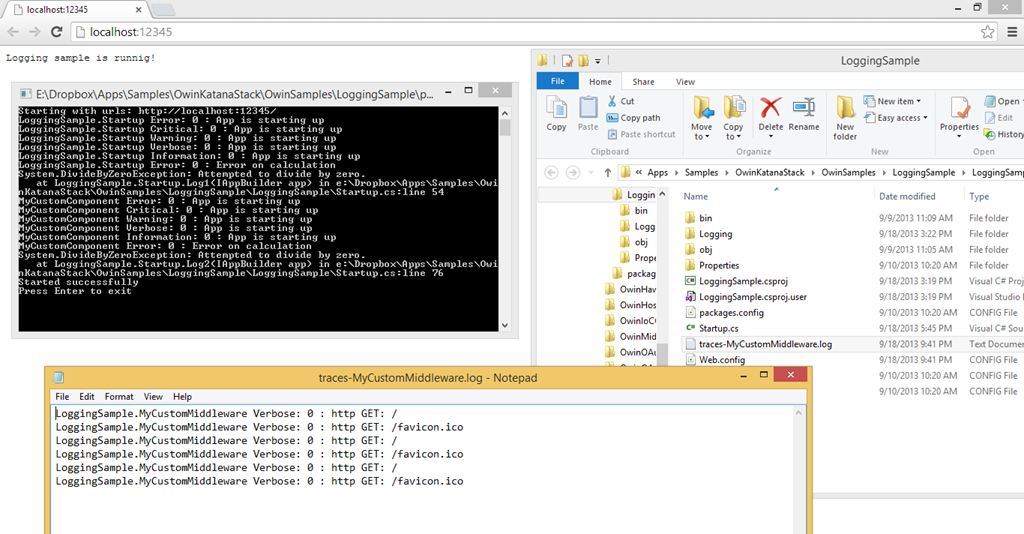 localhost:12345
localhost:12345
Logging sample is runnig!
E:\Dropbox\Apps\Samples\OwinKatanaStack\OwinSamples\LoggingSample\p...
Starting with urls: http://localhost:12345/
LoggingSample.Startup Error: 0 : App is starting up
LoggingSample.Startup Critical: 0 : App is starting up
LoggingSample.Startup Warning: 0 : App is starting up
LoggingSample.Startup Verbose: 0 : App is starting up
LoggingSample.Startup Information: 0 : App is starting up
LoggingSample.Startup Error: 0 : Error on calculation
System.DivideByZeroException: Attempted to divide by zero.
at LoggingSample.Startup.Log1(IAppBuilder app) in e:\Dropbox\Apps\Samples\Owi
nKatanaStack\OwinSamples\LoggingSample\LoggingSample\Startup.cs:line 54
MyCustomComponent Error: 0 : App is starting up
MyCustomComponent Critical: 0 : App is starting up
MyCustomComponent Warning: 0 : App is starting up
MyCustomComponent Verbose: 0 : App is starting up
MyCustomComponent Information: 0 : App is starting up
MyCustomComponent Error: 0 : Error on calculation
System.DivideByZeroException: Attempted to divide by zero.
at LoggingSample.Startup.Log2(IAppBuilder app) in e:\Dropbox\Apps\Samples\Owi
nKatanaStack\OwinSamples\LoggingSample\LoggingSample\Startup.cs:line 76
Started successfully
Press Enter to exit
LoggingSample
File Home Share View
Copy Paste Cut Copy path Paste shortcut
Clipboard
Move to Copy to Delete Rename
Organize
New folder New item Easy access
New
Properties Open Edit History
Open
« Apps Samples OwinKatanaStack OwinSamples LoggingSample LoggingSam
Loggin
bin
Logg
obj
Prope
packag
OwinHav
OwinHos
OwinIoC
OwinMid
OwinOAu
Name Date modified Type
bin 9/9/2013 11:09 AM File folder
Logging 9/18/2013 3:22 PM File folder
obj 9/9/2013 11:05 AM File folder
Properties 9/10/2013 10:20 AM File folder
LoggingSample.csproj 9/18/2013 3:19 PM Visual C# Proj
LoggingSample.csproj.user 9/18/2013 3:19 PM Visual Studio
packages.config 9/10/2013 10:20 AM CONFIG File
Startup.cs 9/18/2013 5:45 PM Visual C# Sou
traces-MyCustomMiddleware.log 9/18/2013 9:41 PM Text Docume
Web.config 9/18/2013 9:41 PM CONFIG File
9/10/2013 10:20 AM CONFIG File
9/10/2013 10:20 AM CONFIG File
traces-MyCustomMiddleware.log - Notepad
File Edit Format View Help
LoggingSample.MyCustomMiddleware Verbose: 0 : http GET: /
LoggingSample.MyCustomMiddleware Verbose: 0 : http GET: /favicon.ico
LoggingSample.MyCustomMiddleware Verbose: 0 : http GET: /
LoggingSample.MyCustomMiddleware Verbose: 0 : http GET: /favicon.ico
LoggingSample.MyCustomMiddleware Verbose: 0 : http GET: /
LoggingSample.MyCustomMiddleware Verbose: 0 : http GET: /favicon.ico